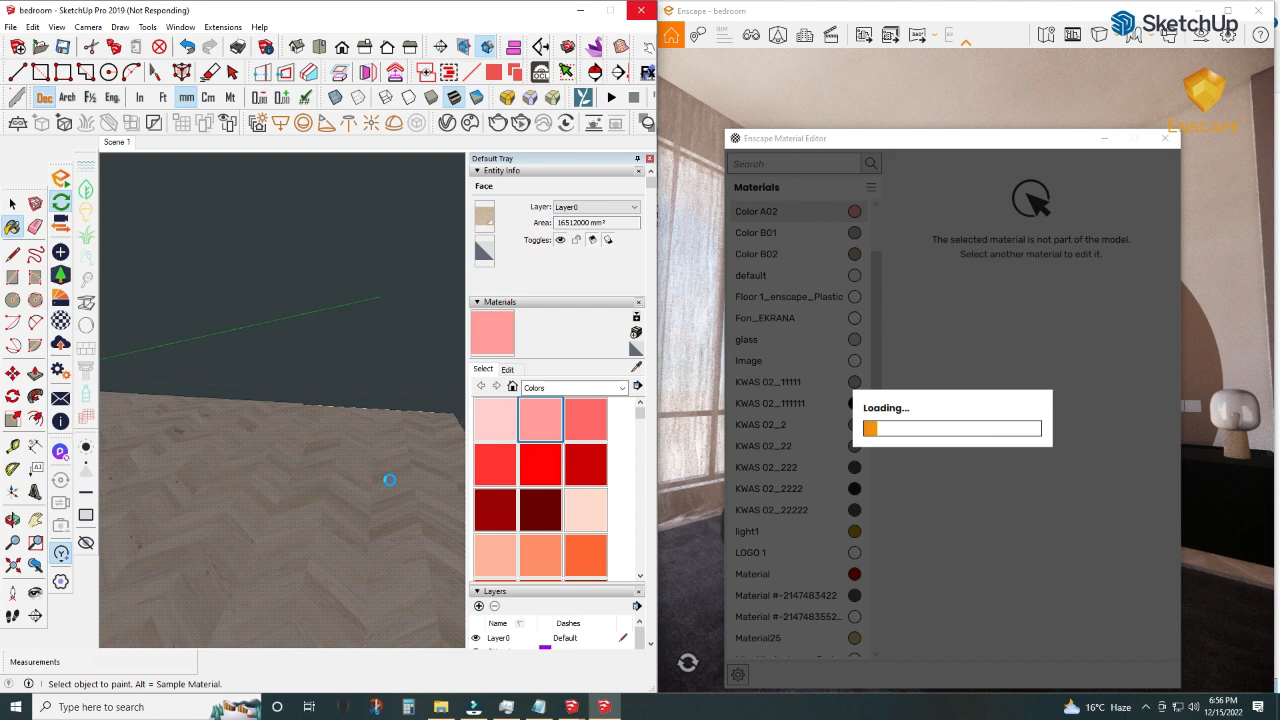 bedroom - SketchUp Pro 2019 (Not Responding)
File Edit View Camera Draw Tools Window Extensions Help
Dec Arch Fr/. Eng. In Ft mm Cm Mt
Scene 1
Default Tray
Entity Info
Face
Layer: Layer0
Area: 16512000 mm²
Toggles:
Materials
Select Edit
Colors
Layers
Name Dashes
Layer0 Default
Measurements
Select object to paint. Alt = Sample Material.
Enscape - bedroom
SketchUp
ENSCAPE
Enscape Material Editor
Search
Materials
Color A02
Color B01
Color B02
default
Floor 1_enscape_Plastic
Fon_EKRANA
glass
Image
KWAS 02_11111
KWAS 02_111111
KWAS 02_2
KWAS 02_22
KWAS 02_222
KWAS 02_2222
KWAS 02_22222
light1
LOGO 1
Material
Material #-2147483422
Material #-2147483552...
Material25
The selected material is not part of the model.
Select another material to edit it.
Loading...
Type here to search
16°C Haze
6:56 PM
12/15/2022